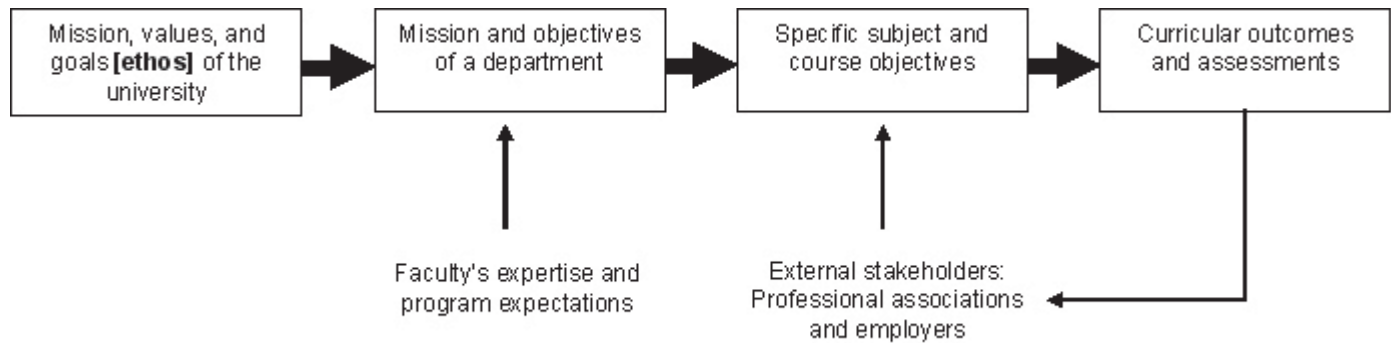 Mission, values, and
goals [ethos] of the
university
Mission and objectives
of a department
Specific subject and
course objectives
Curricular outcomes
and assessments
Faculty's expertise and
program expectations
External stakeholders:
Professional associations
and employers